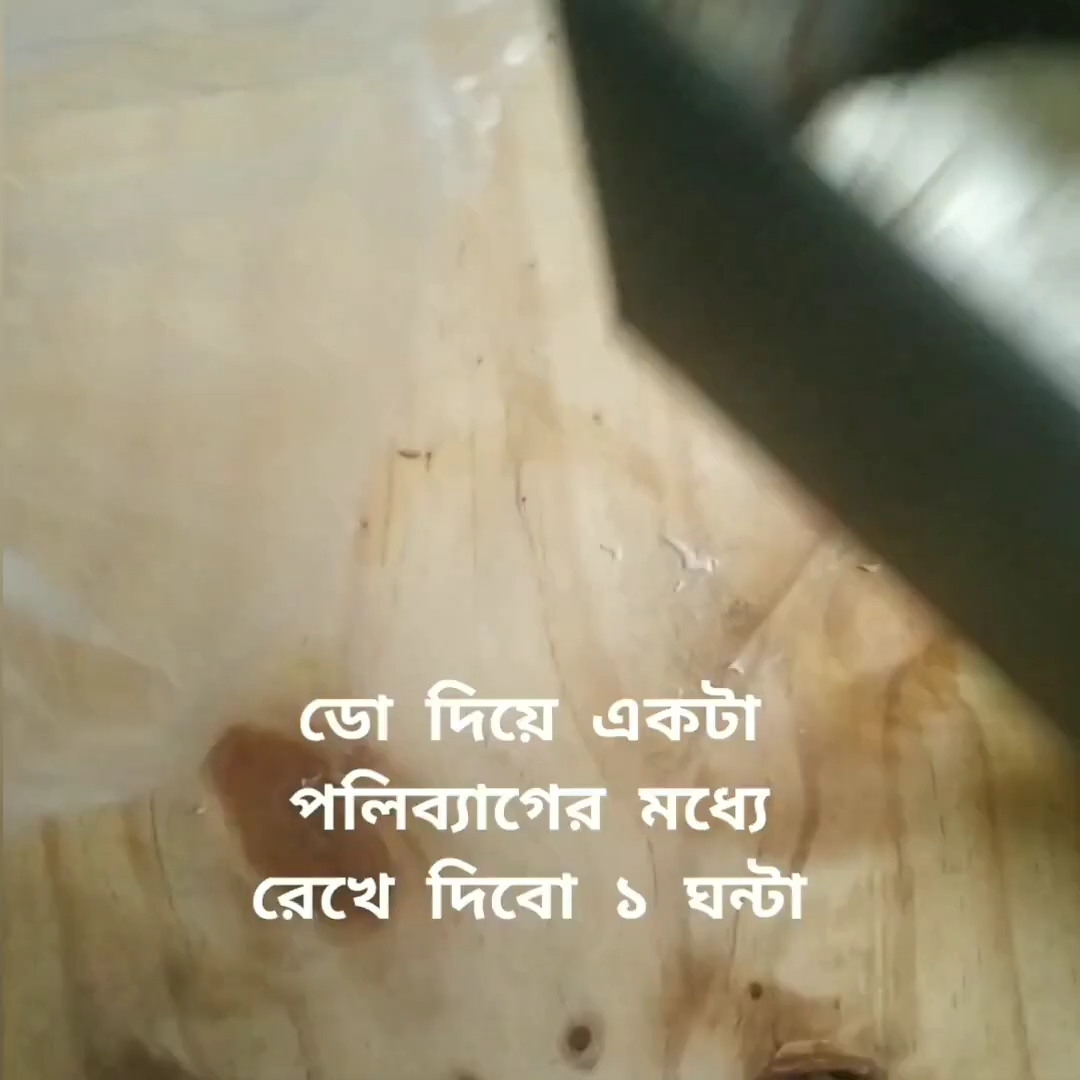 ডো দিয়ে একটা
পলিব্যাগের মধ্যে
রেখে দিবো ১ ঘন্টা